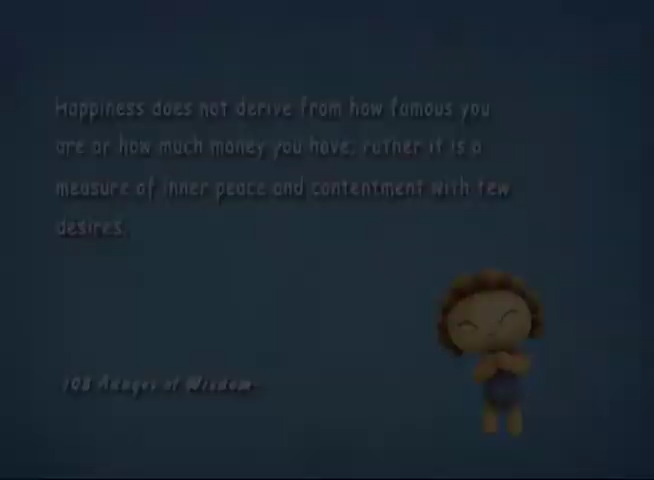 Happiness does not derive from how famous you
are or how much money you have; rather it is a
measure of inner peace and contentment with few
desires.
108 Adages of Wisdom